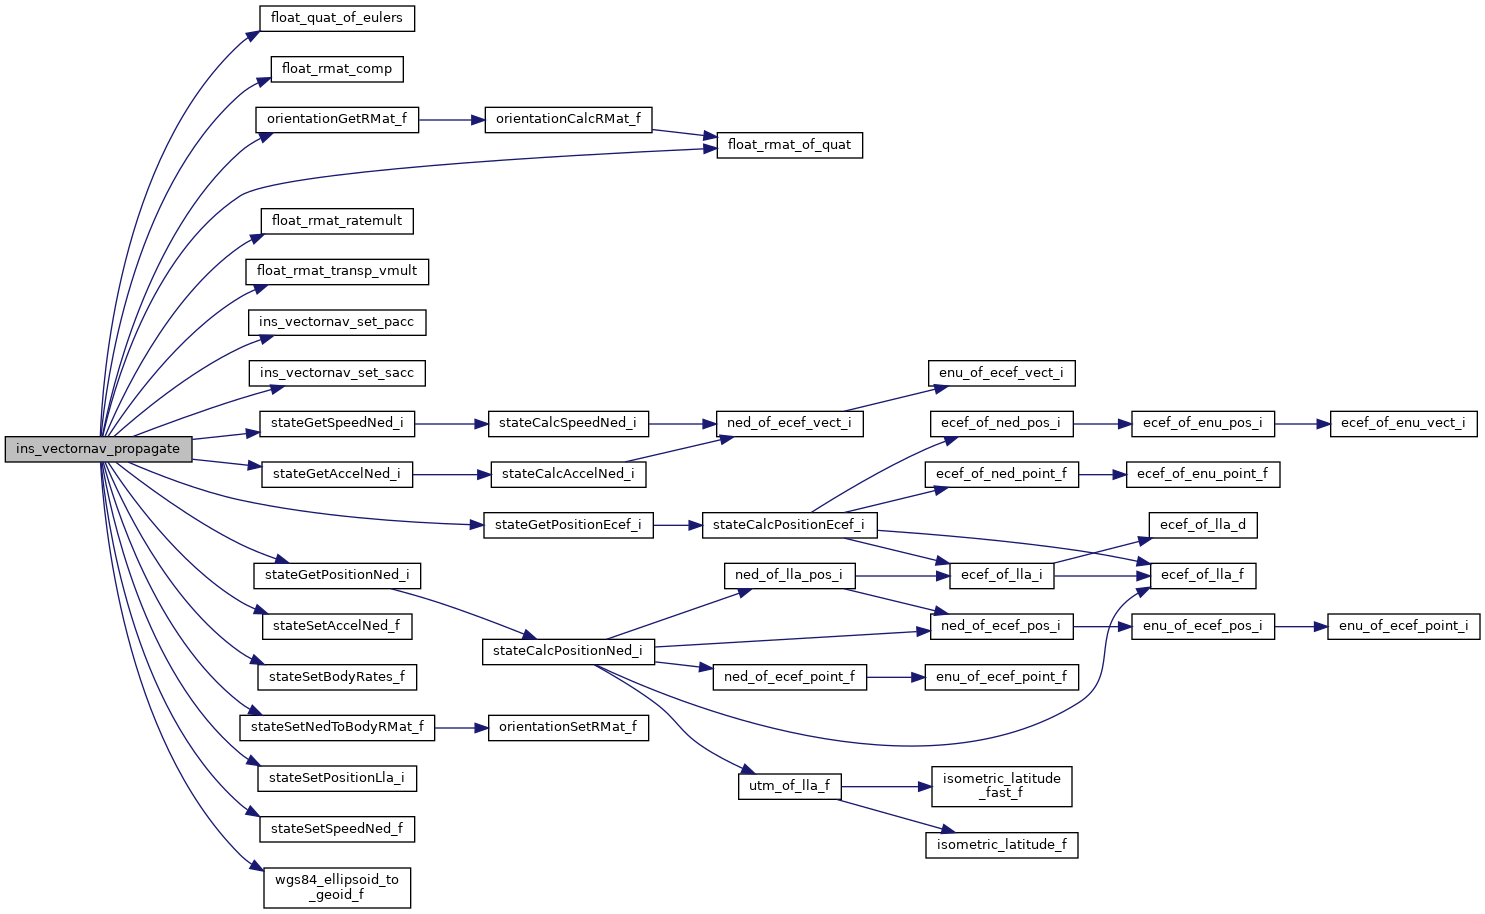 float_quat_of_eulers
float_rmat_comp
orientationGetRMat_f
orientationCalcRMat_f
float_rmat_of_quat
float_rmat_ratemult
float_rmat_transp_vmult
ins_vectornav_set_pacc
ins_vectornav_set_sacc
enu_of_ecef_vect_i
stateGetSpeedNed_i
stateCalcSpeedNed_i
ned_of_ecef_vect_i
ecef_of_ned_pos_i
ecef_of_enu_pos_i
ecef_of_enu_vect_i
ins_vectornav_propagate
stateGetAccelNed_i
stateCalcAccelNed_i
ecef_of_ned_point_f
ecef_of_enu_point_f
stateGetPositionEcef_i
stateCalcPositionEcef_i
ecef_of_lla_d
stateGetPositionNed_i
ned_of_lla_pos_i
ecef_of_lla_i
ecef_of_lla_f
stateSetAccelNed_f
ned_of_ecef_pos_i
enu_of_ecef_pos_i
enu_of_ecef_point_i
stateCalcPositionNed_i
stateSetBodyRates_f
ned_of_ecef_point_f
enu_of_ecef_point_f
stateSetNedToBodyRMat_f
orientationSetRMat_f
stateSetPositionLla_i
utm_of_lla_f
isometric_latitude
_fast_f
stateSetSpeedNed_f
isometric_latitude_f
wgs84_ellipsoid_to
_geoid_f